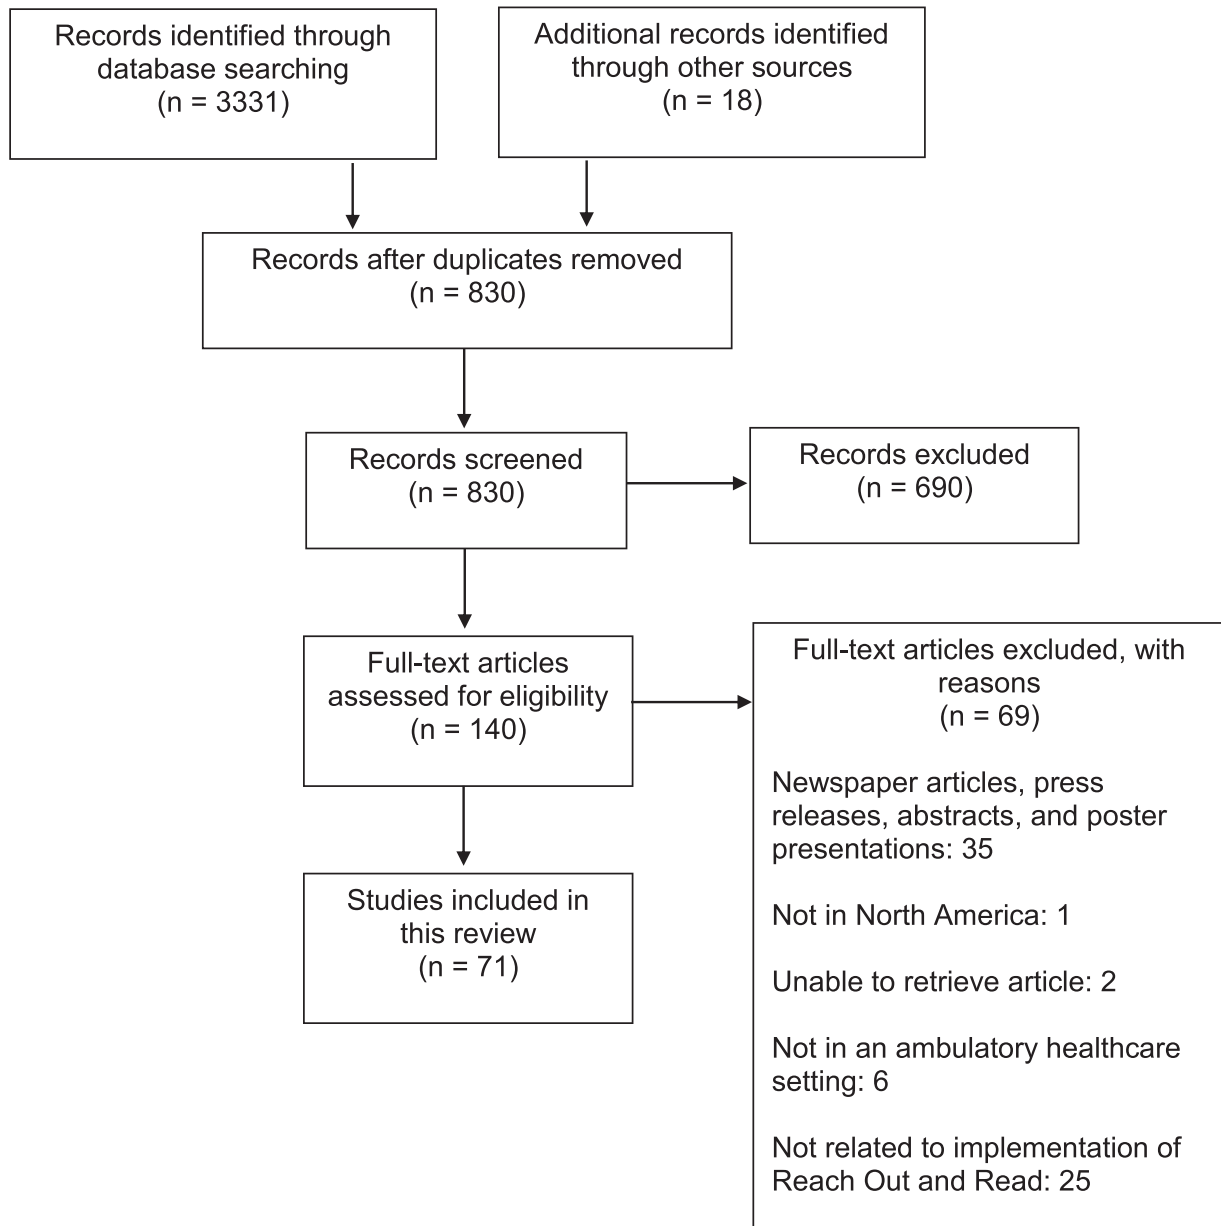 Records identified through
database searching
(n = 3331)
Additional records identified
through other sources
(n = 18)
Records after duplicates removed
(n = 830)
Records screened
(n = 830)
Records excluded
(n = 690)
Full-text articles
assessed for eligibility
(n = 140)
Full-text articles excluded, with
reasons
(n = 69)
Newspaper articles, press
releases, abstracts, and poster
presentations: 35
Not in North America: 1
Unable to retrieve article: 2
Not in an ambulatory healthcare
setting: 6
Not related to implementation of
Reach Out and Read: 25
Studies included in
this review
(n = 71)